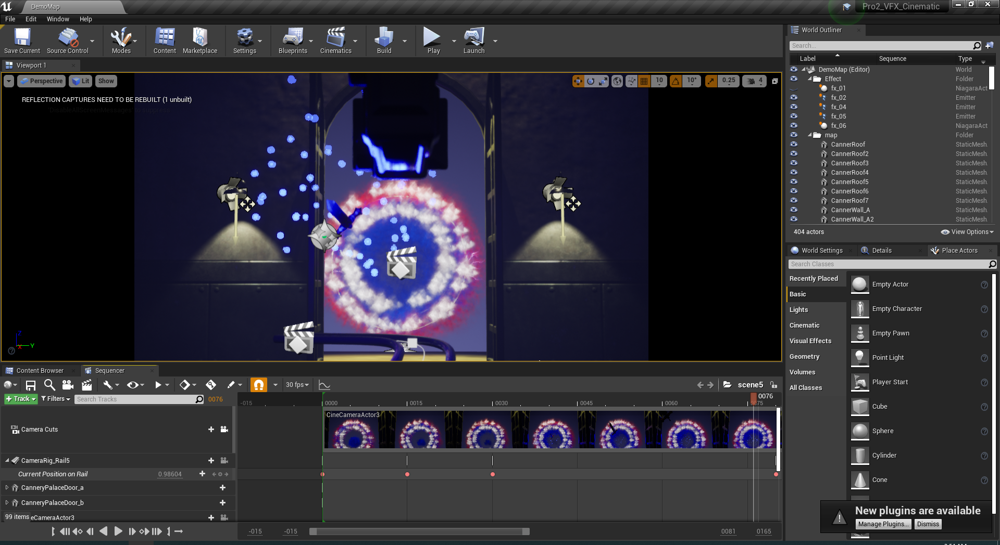 DemoMap
Pro2_VFX_Cinematic
File Edit Window Help
Save Current
Source Control
Modes
Content
Marketplace
Settings
Blueprints
Cinematics
Build
Play
Launch
Viewport 1
Perspective Lit Show
10 10° 0.25 4
REFLECTION CAPTURES NEED TO BE REBUILT (1 unbuilt)
Z
X Y
World Outliner
Search...
Label Sequence Type
DemoMap (Editor) World
Effect Folder
fx_01 NiagaraAct
fx_02 Emitter
fx_04 Emitter
fx_05 Emitter
fx_06 NiagaraAct
map Folder
CannerRoof StaticMesh.
CannerRoof2 StaticMesh.
CannerRoof3 StaticMesh.
CannerRoof4 StaticMesh.
CannerRoof5 StaticMesh.
CannerRoof6 StaticMesh.
CannerRoof7 StaticMesh.
CannerWall_A StaticMesh.
CannerWall_A2 StaticMesh.
404 actors View Options
World Settings Details Place Actors
Search Classes
Recently Placed
Basic
Lights
Cinematic
Visual Effects
Geometry
Volumes
All Classes
Empty Actor
Empty Character
Empty Pawn
Point Light
Player Start
Cube
Sphere
Cylinder
Cone
New plugins are available
Manage Plugins... Dismiss
Content Browser Sequencer
30 fps scene5
+ Track Filters Search Tracks 0076
-015 0000 0015 0030 0045 0060 0075 0076
CineCameraActor3
Camera Cuts
CameraRig_Rail5
Current Position on Rail 0.98604
CanneryPalaceDoor_a
CanneryPalaceDoor_b
99 items eCameraActor3
-015 -015 0081 0165